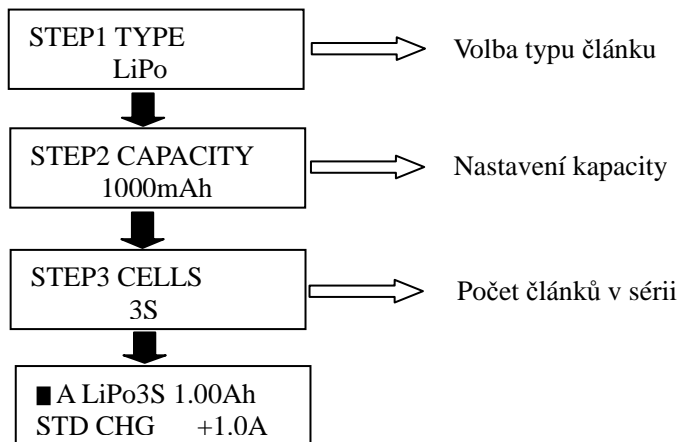 STEP1 TYPE
LiPo
Volba typu článku
STEP2 CAPACITY
1000mAh
Nastavení kapacity
STEP3 CELLS
3S
Počet článků v sérii
■ A LiPo3S 1.00Ah
STD CHG +1.0A